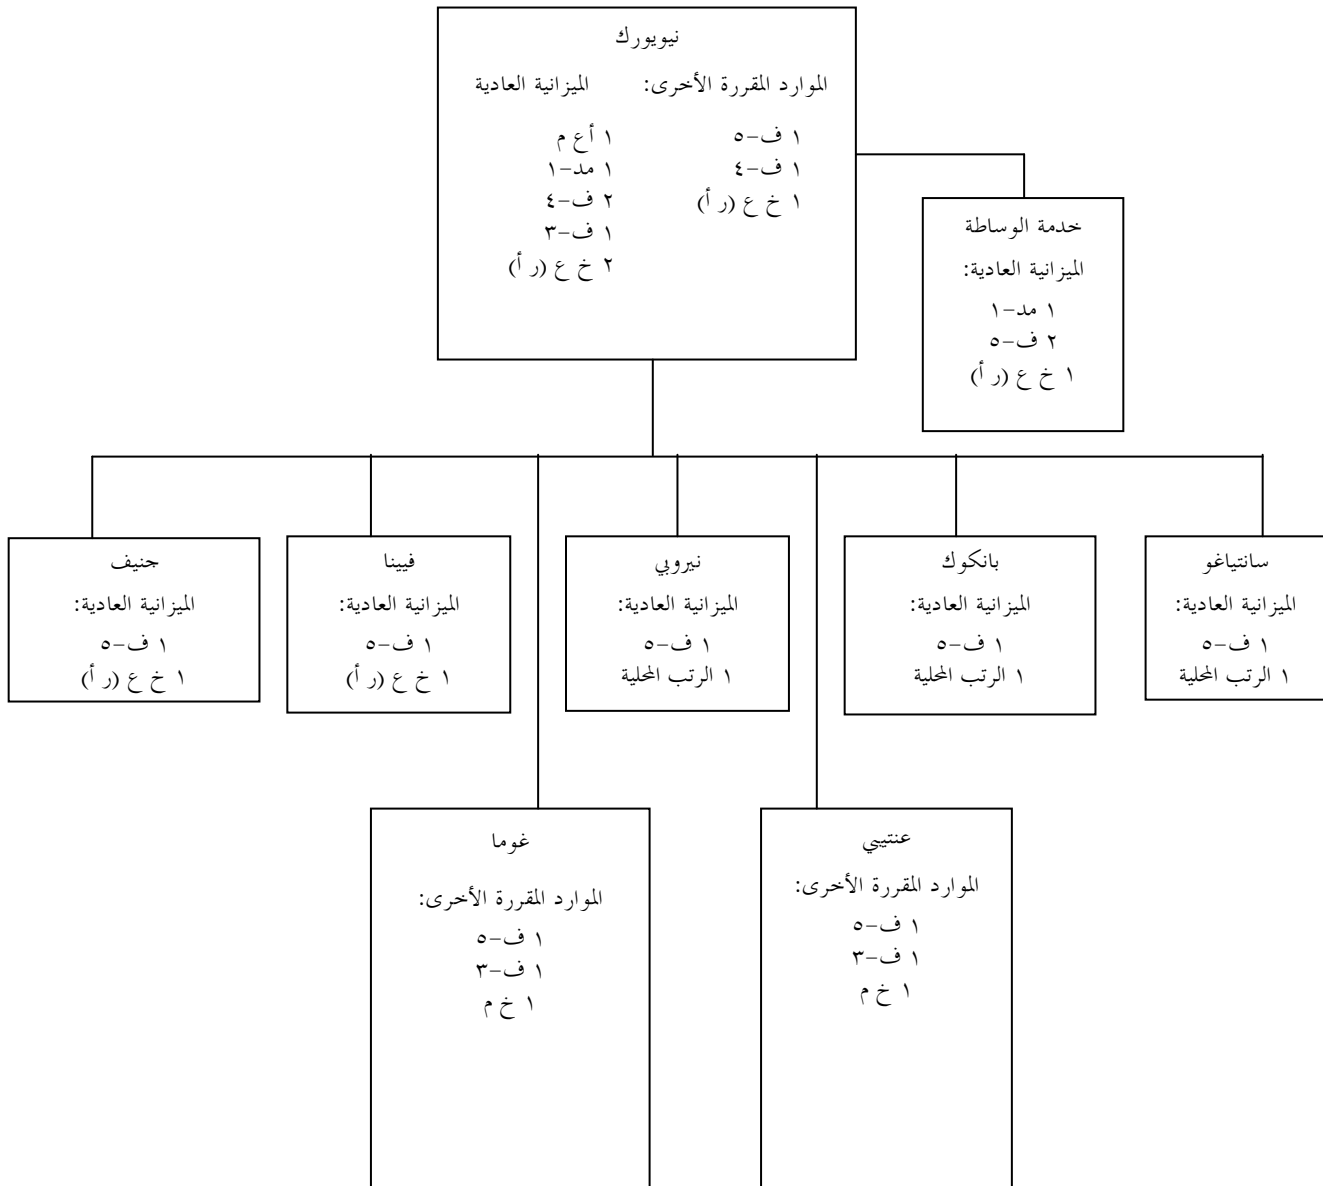 نيويورك
الموارد المقررة الأخرى:
١ ف-٥
١ ف-٤
١ خ ع (ر أ)
الميزانية العادية
١ أ ع م
١ مد-١
٢ ف-٤
١ ف-٣
٢ خ ع (ر أ)
خدمة الوساطة
الميزانية العادية:
١ مد-١
٢ ف-٥
١ خ ع (ر أ)
سانتياغو
الميزانية العادية:
١ ف-٥
١ الرتب المحلية
بانكوك
الميزانية العادية:
١ ف-٥
١ الرتب المحلية
نيروبي
الميزانية العادية:
١ ف-٥
١ الرتب المحلية
فيينا
الميزانية العادية:
١ ف-٥
١ خ ع (ر أ)
جنيف
الميزانية العادية:
١ ف-٥
١ خ ع (ر أ)
عنتيبي
الموارد المقررة الأخرى:
١ ف-٥
١ ف-٣
١ خ م
غوما
الموارد المقررة الأخرى:
١ ف-٥
١ ف-٣
١ خ م